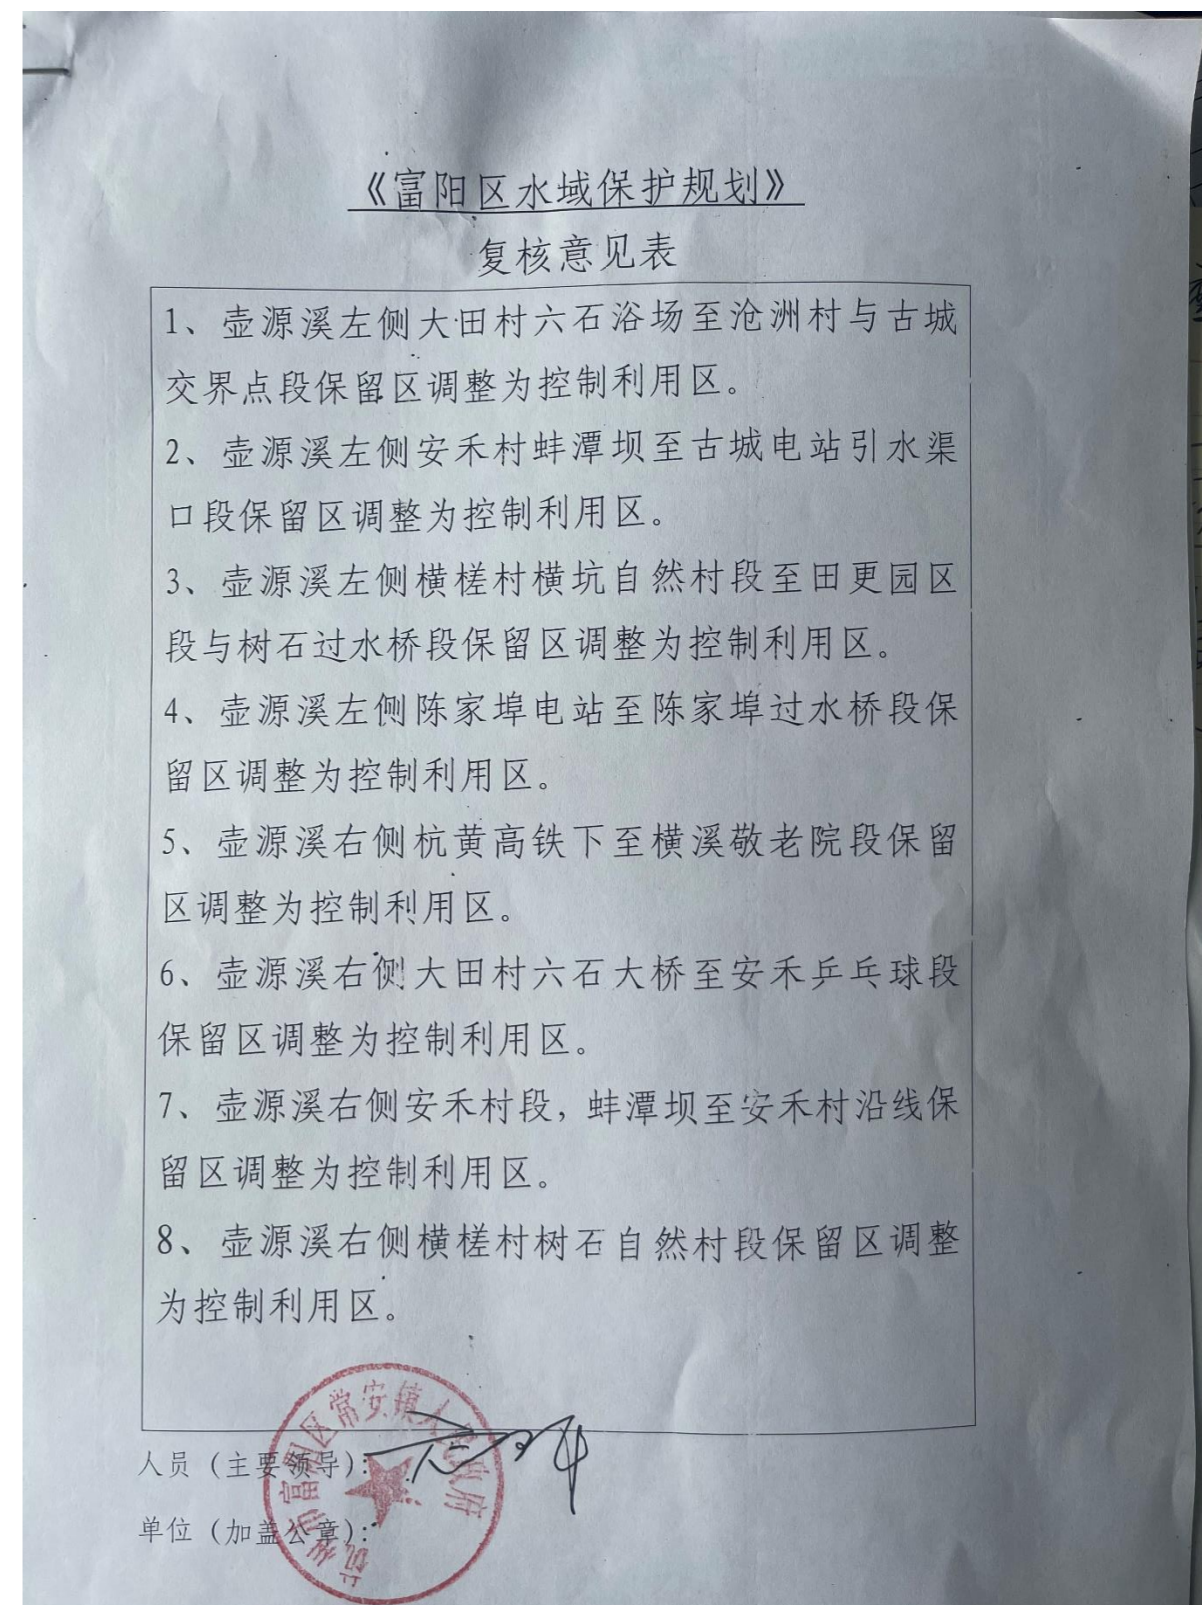 《富阳区水域保护规划》
复核意见表
1、壶源溪左侧大田村六石浴场至沧洲村与古城
交界点段保留区调整为控制利用区。
2、壶源溪左侧安禾村蚌潭坝至古城电站引水渠
口段保留区调整为控制利用区。
3、壶源溪左侧横槎村横坑自然村段至田更园区
段与树石过水桥段保留区调整为控制利用区。
4、壶源溪左侧陈家埠电站至陈家埠过水桥段保
留区调整为控制利用区。
5、壶源溪右侧杭黄高铁下至横溪敬老院段保留
区调整为控制利用区。
6、壶源溪右侧大田村六石大桥至安禾乒乓球段
保留区调整为控制利用区。
7、壶源溪右侧安禾村段，蚌潭坝至安禾村沿线保
留区调整为控制利用区。
8、壶源溪右侧横槎村树石自然村段保留区调整
为控制利用区。
人员（主要领导）：
单位（加盖公章）：
杭州市富阳区常安镇人民政府